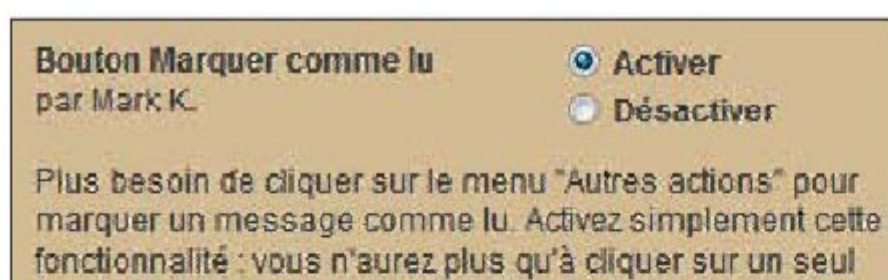 Bouton Marquer comme lu
par Mark K.
Activer
Désactiver
Plus besoin de cliquer sur le menu "Autres actions" pour
marquer un message comme lu. Activez simplement cette
fonctionnalité : vous n'aurez plus qu'à cliquer sur un seul